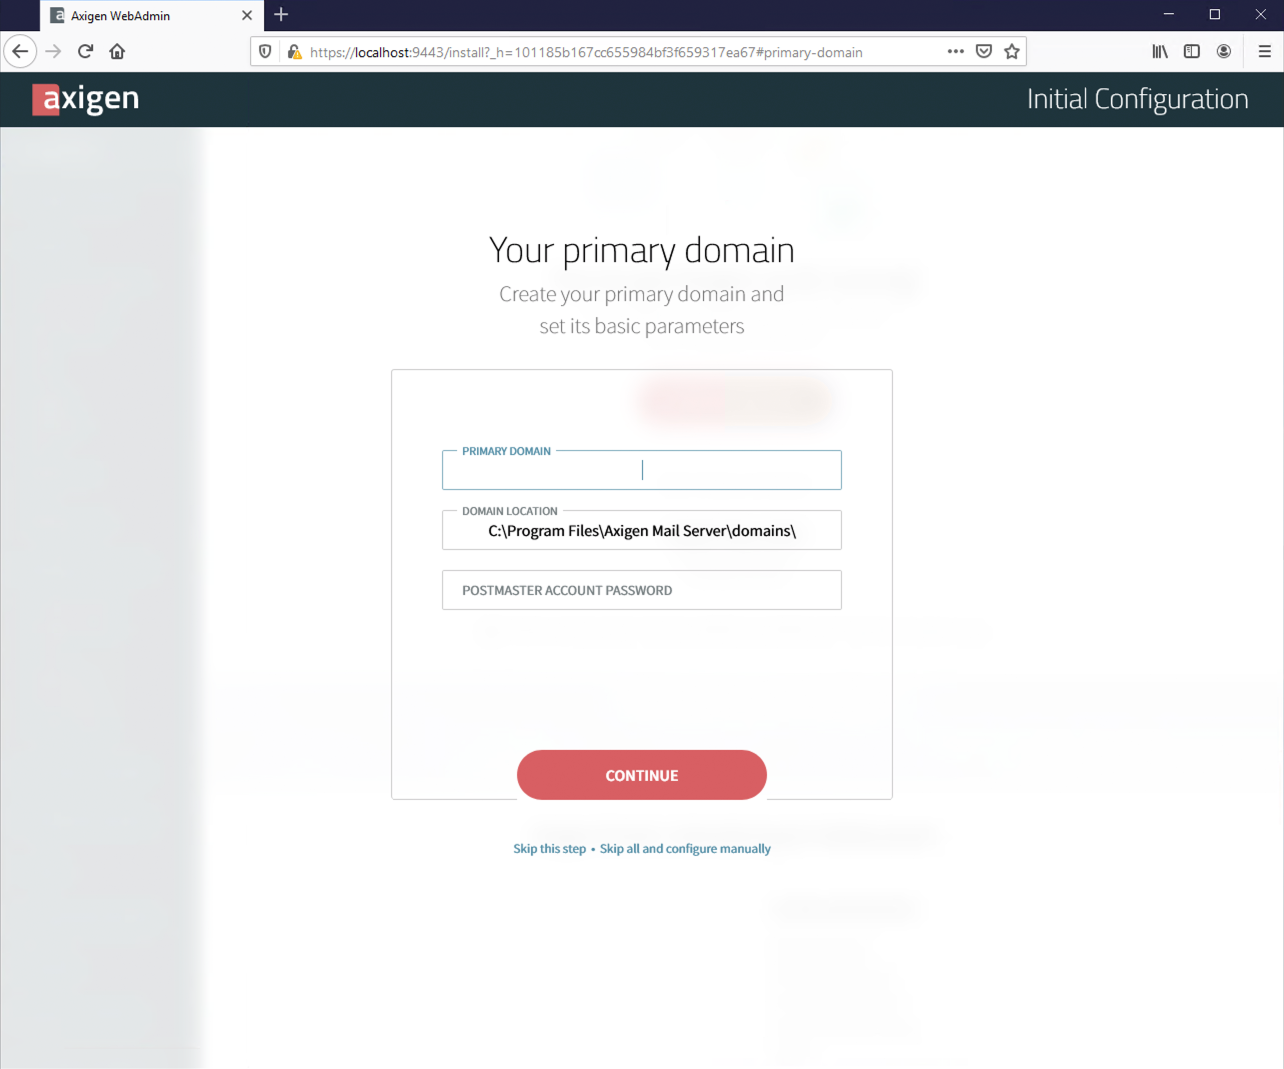 Axigen WebAdmin
https://localhost:9443/install?_h=101185b167cc655984bf3f659317ea67#primary-domain
axigen
Initial Configuration
Your primary domain
Create your primary domain and
set its basic parameters
PRIMARY DOMAIN
DOMAIN LOCATION
C:\Program Files\Axigen Mail Server\domains\
POSTMASTER ACCOUNT PASSWORD
CONTINUE
Skip this step • Skip all and configure manually